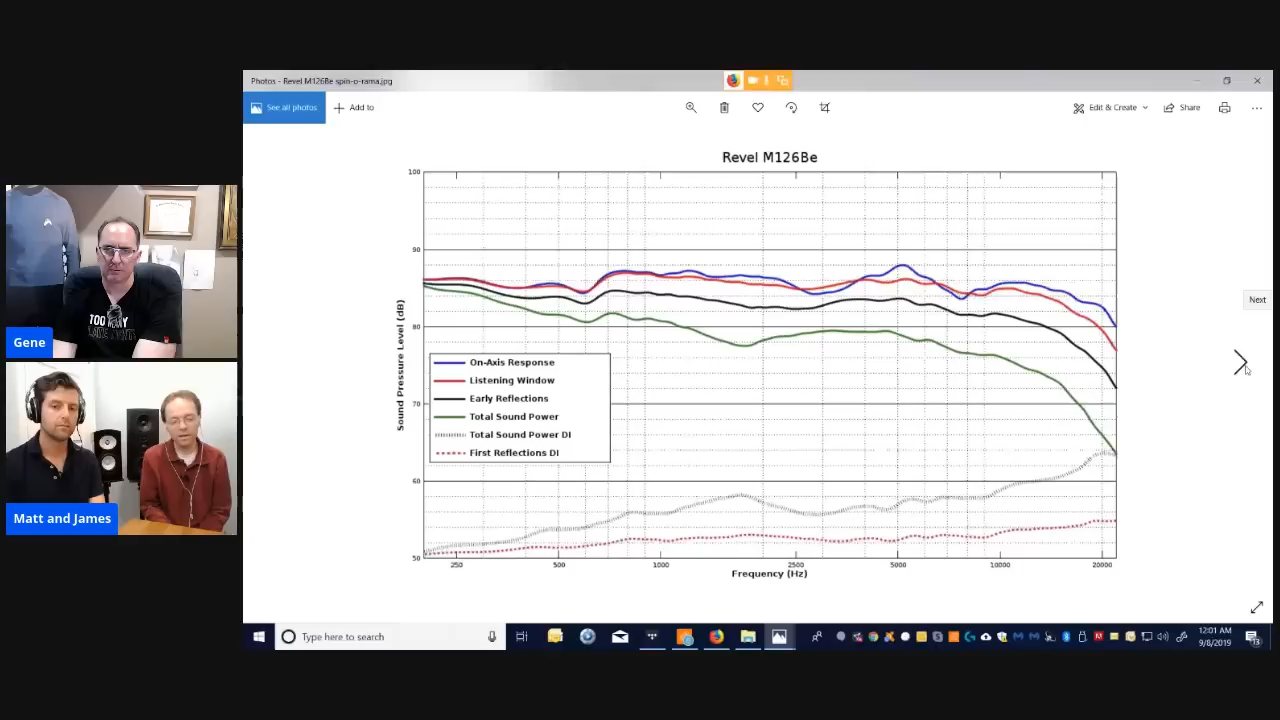 Photos - Revel M126Be spin-o-rama.jpg
See all photos
Add to
Edit & Create
Share
Revel M126Be
100
90
80
70
60
50
Sound Pressure Level (dB)
On-Axis Response
Listening Window
Early Reflections
Total Sound Power
Total Sound Power DI
First Reflections DI
250
500
1000
2500
5000
10000
20000
Frequency (Hz)
Next
TOO
Gene
Matt and James
Type here to search
12:01 AM
9/8/2019